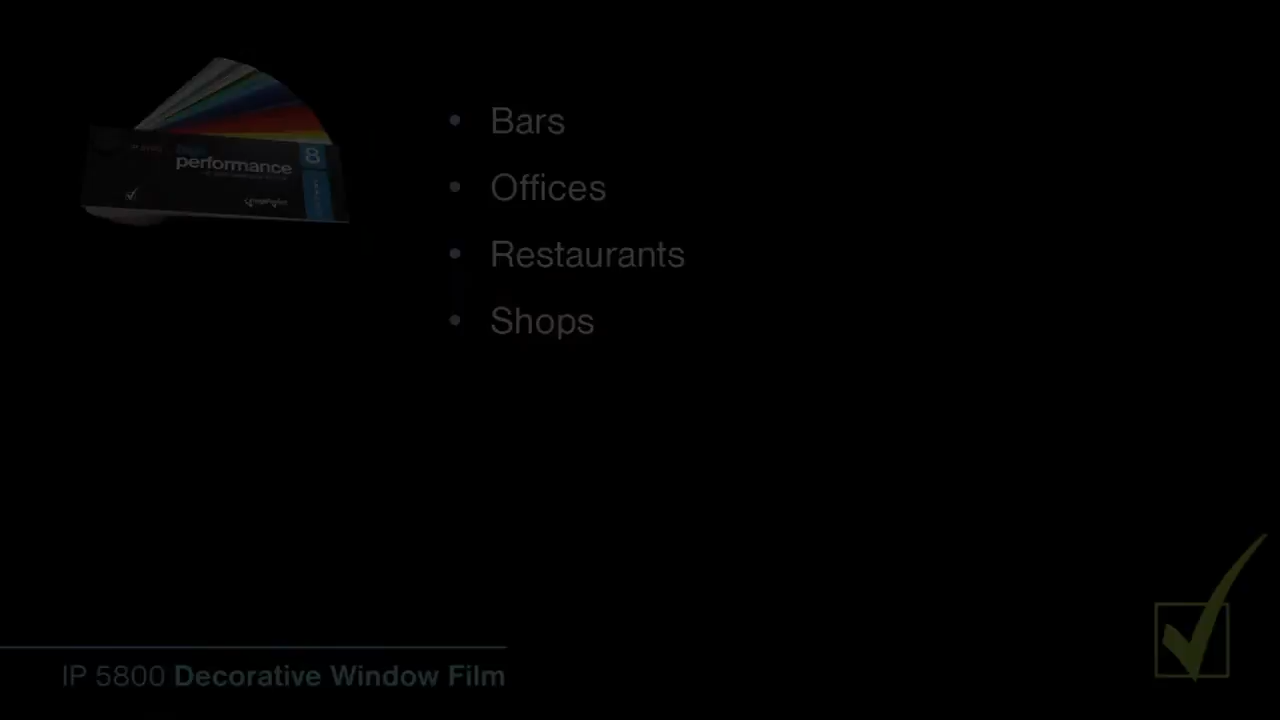 performance
8
• Bars
• Offices
• Restaurants
• Shops
IP 5800 Decorative Window Film